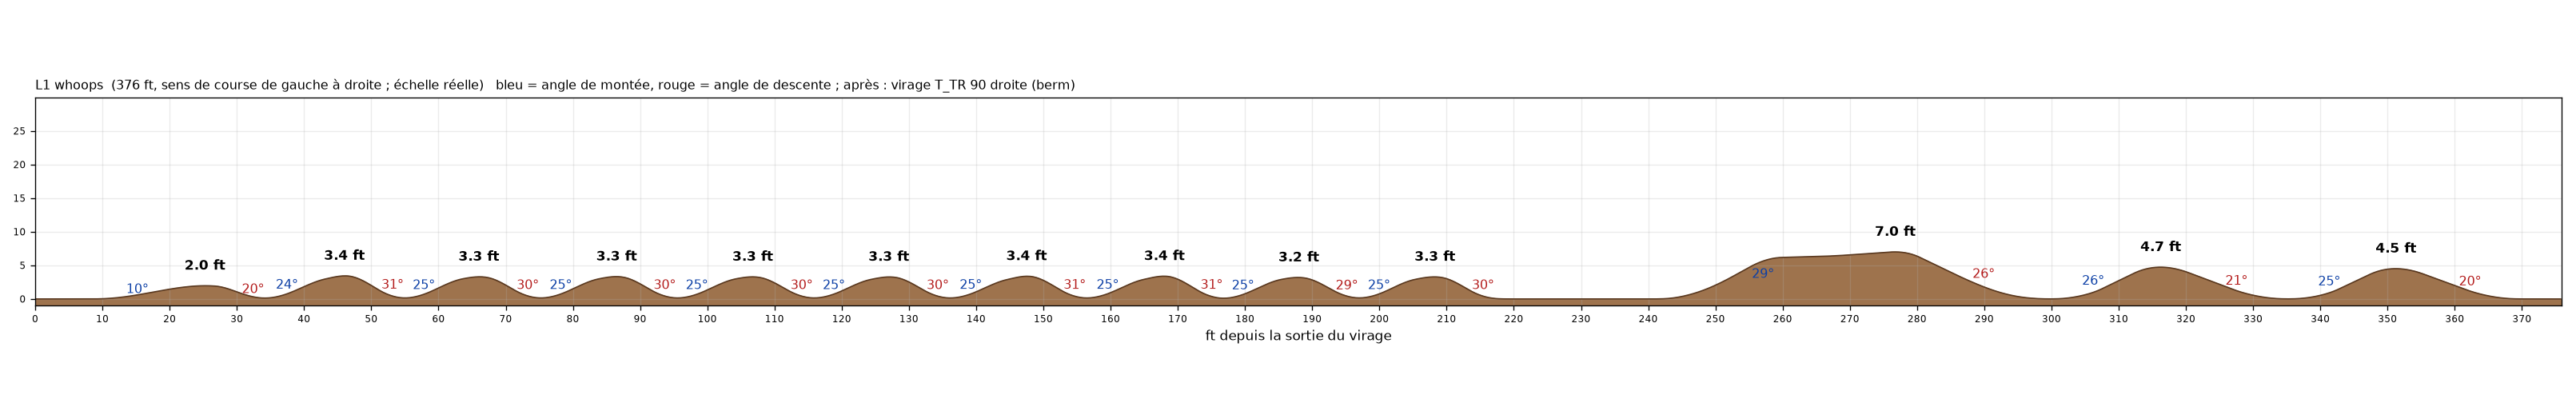 L1 whoops  (376 ft, sens de course de gauche à droite ; échelle réelle)   bleu = angle de montée, rouge = angle de descente ; après : virage T_TR 90 droite (berm)
25
20
15
10
5
0
2.0 ft 3.4 ft 3.3 ft 3.3 ft 3.3 ft 3.3 ft 3.4 ft 3.4 ft 3.2 ft 3.3 ft 7.0 ft 4.7 ft 4.5 ft
10° 20° 24° 31° 25° 30° 25° 30° 25° 30° 25° 30° 25° 31° 25° 31° 25° 29° 25° 30° 29° 26° 26° 21° 25° 20°
0 10 20 30 40 50 60 70 80 90 100 110 120 130 140 150 160 170 180 190 200 210 220 230 240 250 260 270 280 290 300 310 320 330 340 350 360 370
ft depuis la sortie du virage